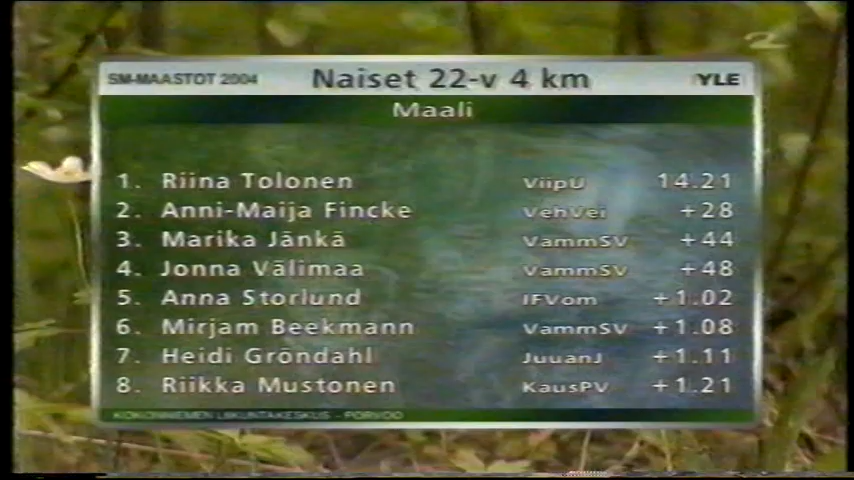 2
SM-MAASTOT 2004 Naiset 22-v 4 km YLE
Maali
1. Riina Tolonen ViipU 14.21
2. Anni-Maija Fincke VehVei +28
3. Marika Jänkä VammSV +44
4. Jonna Välimaa VammSV +48
5. Anna Storlund IFVom +1.02
6. Mirjam Beekmann VammSV +1.08
7. Heidi Gröndahl JuuanJ +1.11
8. Riikka Mustonen KausPV +1.21
KOKONNIEMEN LIIKUNTAKESKUS - PORVOO